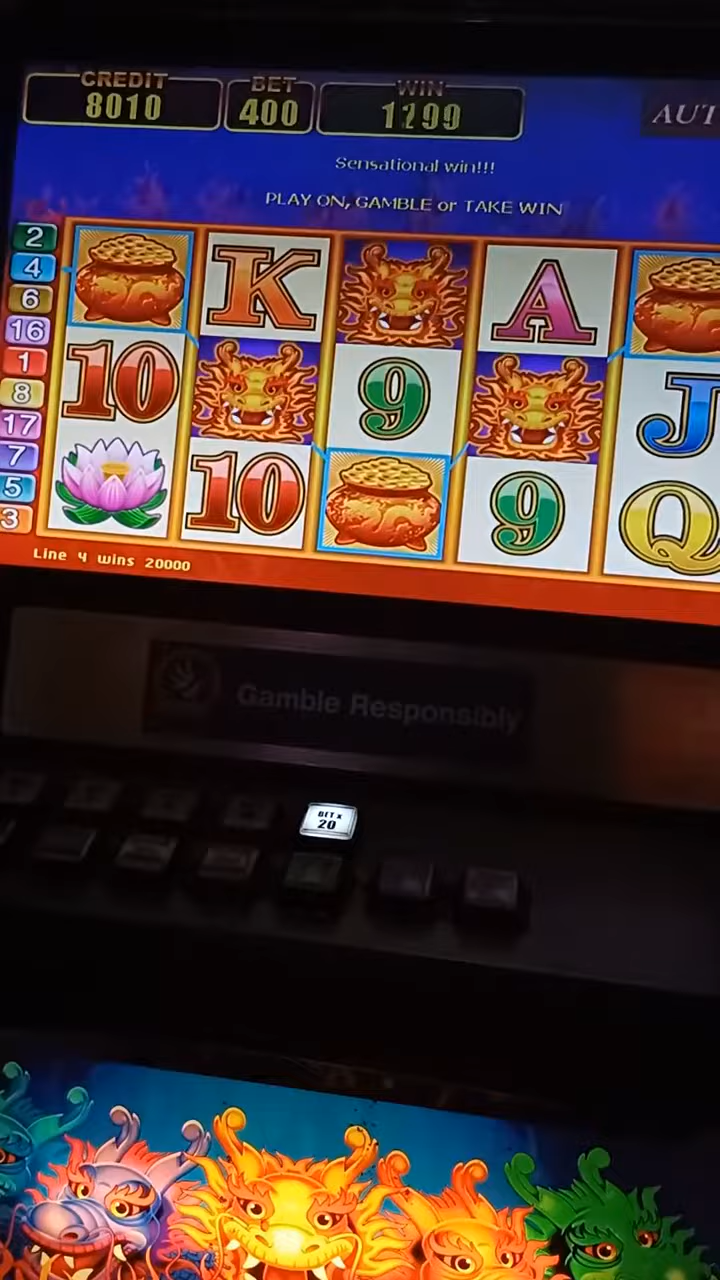 CREDIT BET WIN
8010 400 1299
AUT
Sensational win!!!
PLAY ON, GAMBLE or TAKE WIN
2
4
6
16
1
8
17
7
5
3
K A
10 9 J
10 9 Q
Line 4 wins 20000
Gamble Responsibly
BET X
20